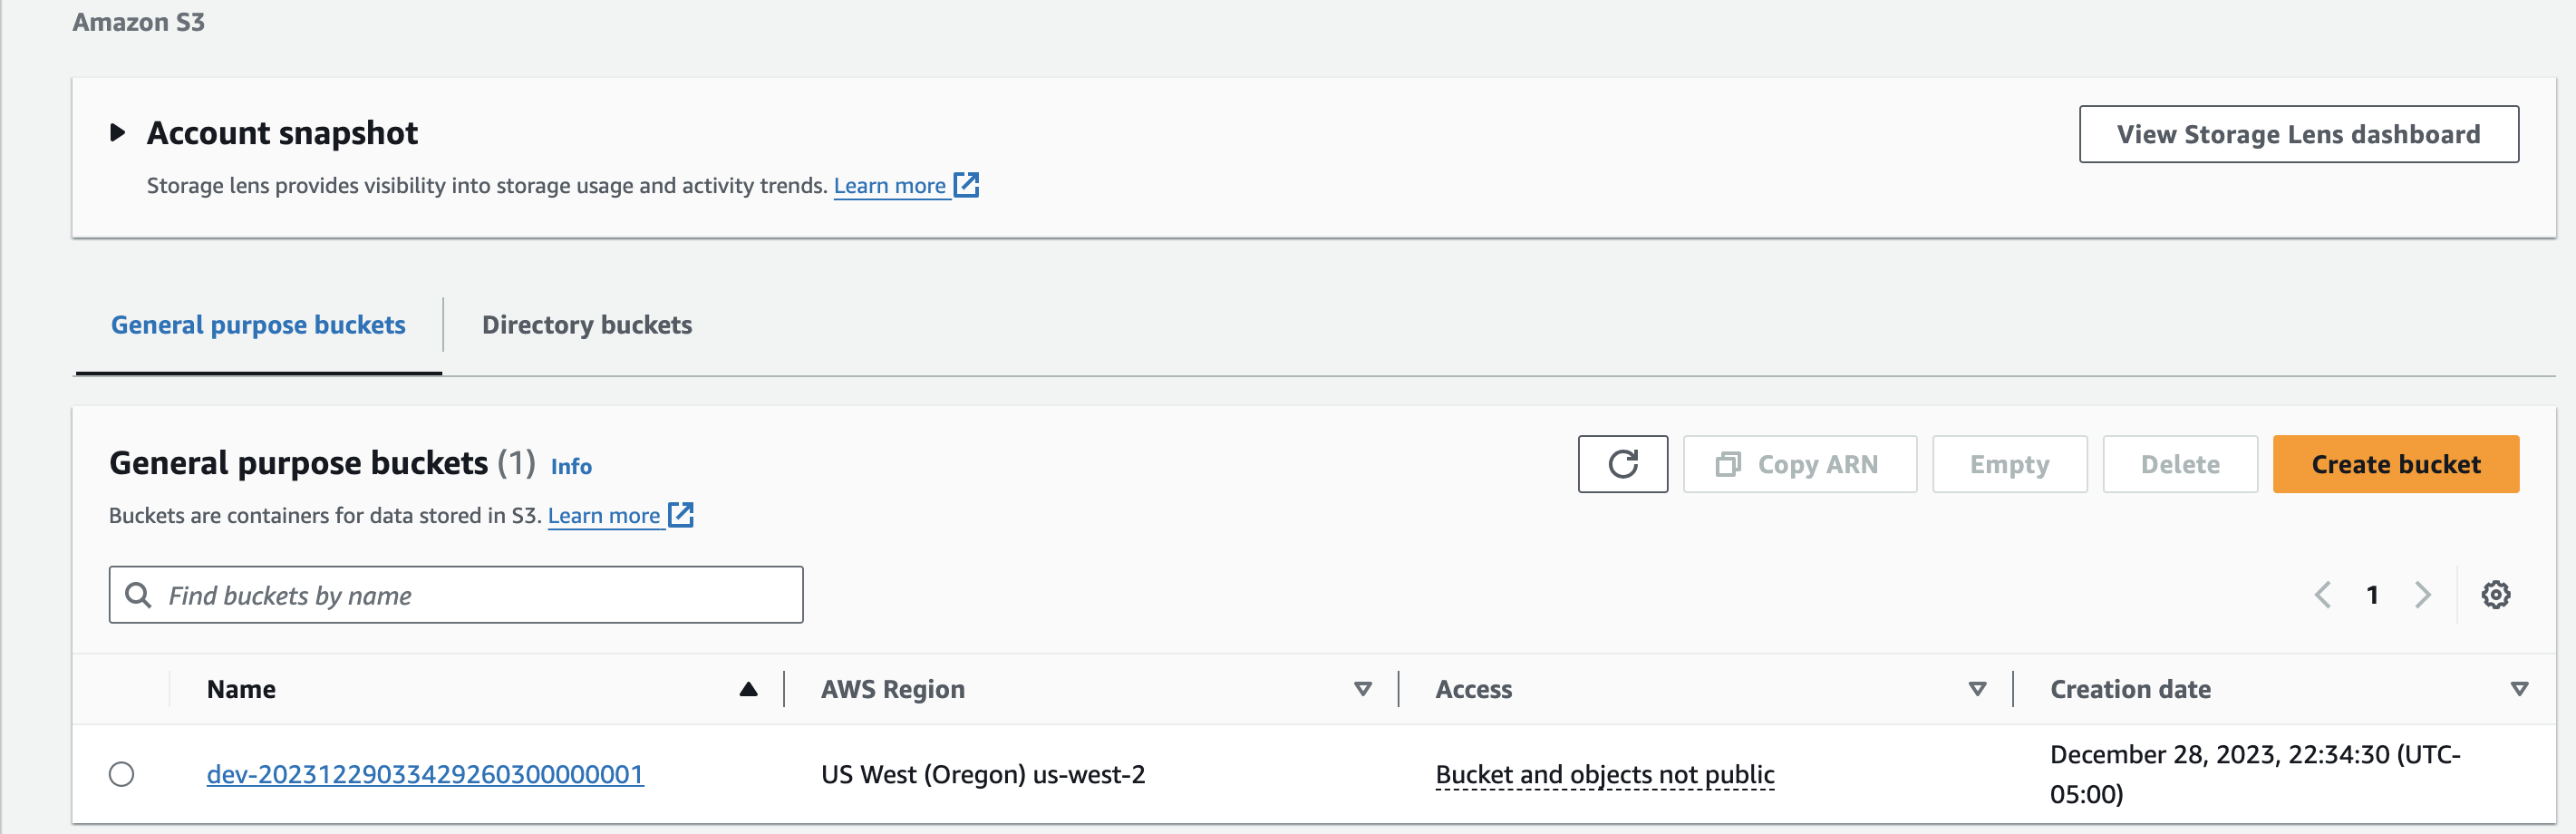 Amazon S3
Account snapshot
View Storage Lens dashboard
Storage lens provides visibility into storage usage and activity trends. Learn more
General purpose buckets
Directory buckets
General purpose buckets (1) Info
Copy ARN
Empty
Delete
Create bucket
Buckets are containers for data stored in S3. Learn more
Find buckets by name
1
Name
AWS Region
Access
Creation date
dev-20231229033429260300000001
US West (Oregon) us-west-2
Bucket and objects not public
December 28, 2023, 22:34:30 (UTC-
05:00)